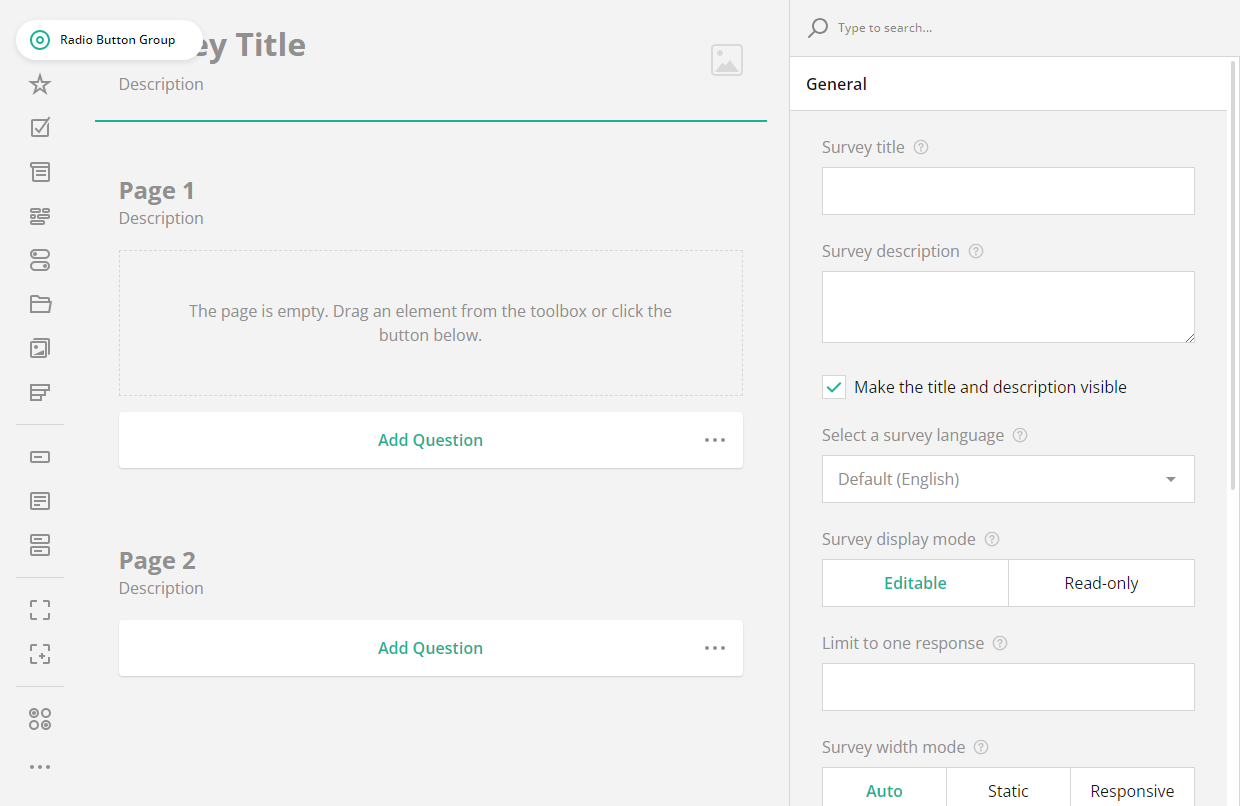 Radio Button Group
ey Title
Description
Page 1
Description
The page is empty. Drag an element from the toolbox or click the
button below.
Add Question
Page 2
Description
Add Question
Type to search...
General
Survey title
Survey description
Make the title and description visible
Select a survey language
Default (English)
Survey display mode
Editable
Read-only
Limit to one response
Survey width mode
Auto
Static
Responsive